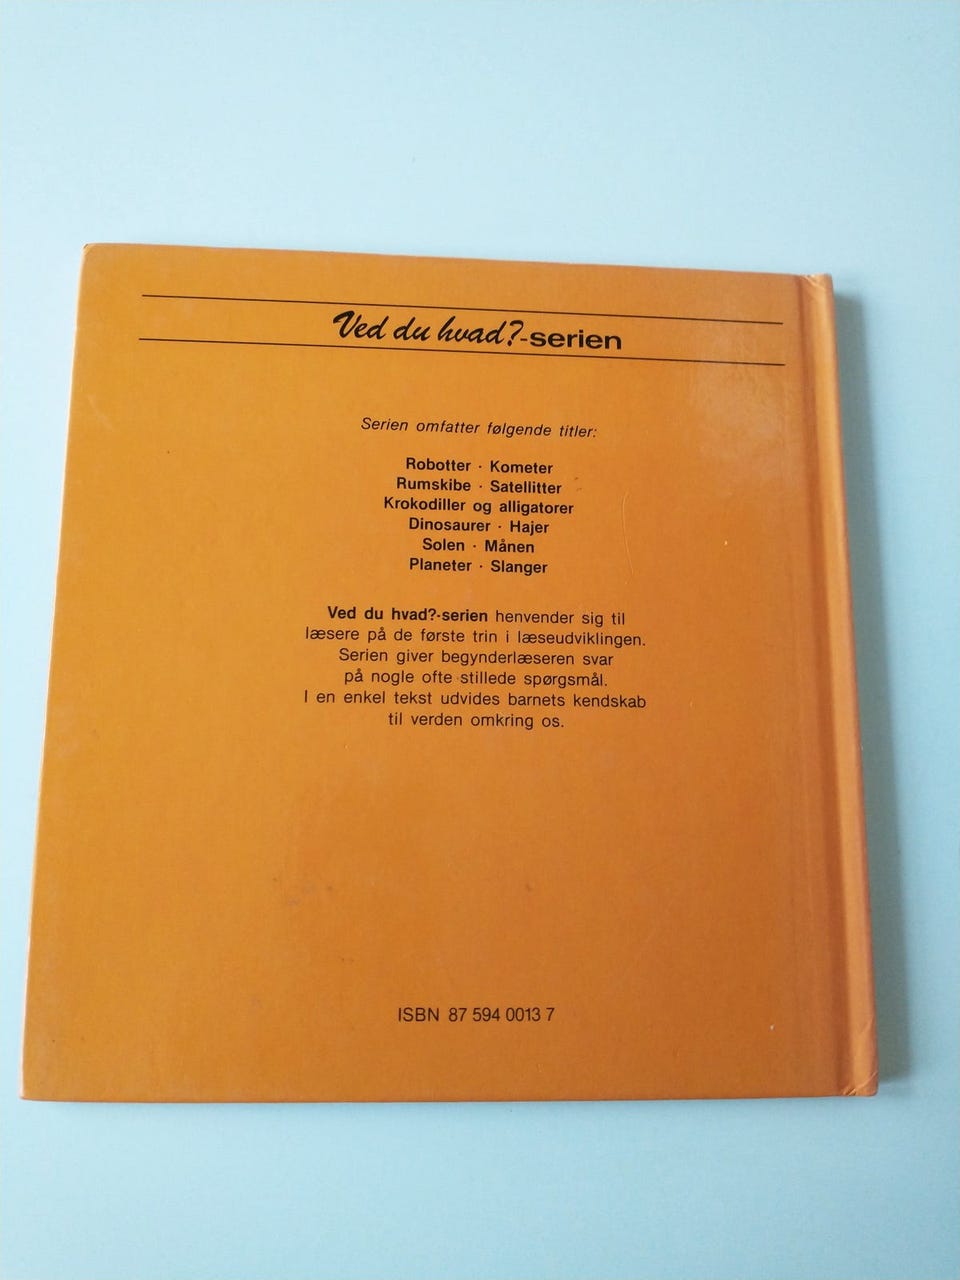 Ved du hvad?-serien
Serien omfatter følgende titler:
Robotter · Kometer
Rumskibe · Satellitter
Krokodiller og alligatorer
Dinosaurer · Hajer
Solen · Månen
Planeter · Slanger
Ved du hvad?-serien henvender sig til
læsere på de første trin i læseudviklingen.
Serien giver begynderlæseren svar
på nogle ofte stillede spørgsmål.
I en enkel tekst udvides barnets kendskab
til verden omkring os.
ISBN 87 594 0013 7